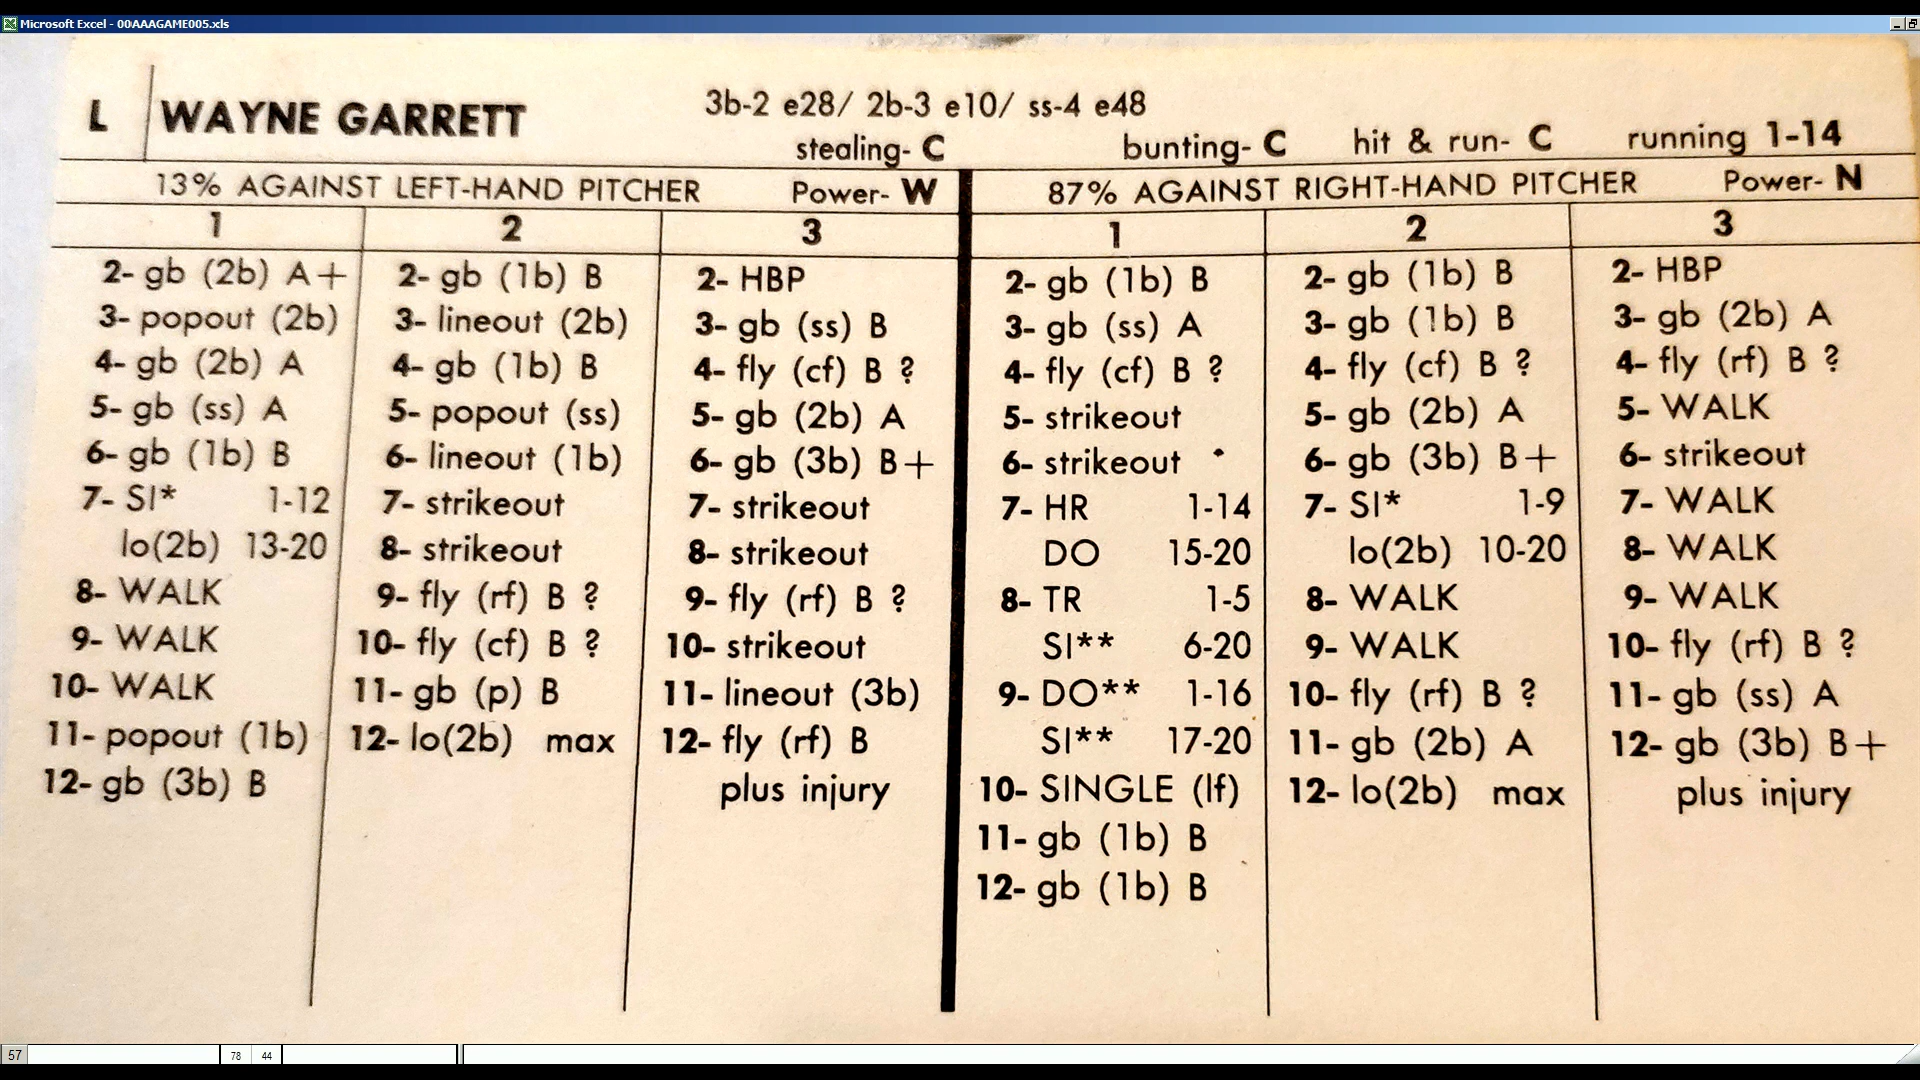 Microsoft Excel - 00AAAGAME005.xls
L WAYNE GARRETT
3b-2 e28/ 2b-3 e10/ ss-4 e48
stealing- C bunting- C hit & run- C running 1-14
13% AGAINST LEFT-HAND PITCHER Power- W
1
2- gb (2b) A+
3- popout (2b)
4- gb (2b) A
5- gb (ss) A
6- gb (1b) B
7- SI* 1-12
lo(2b) 13-20
8- WALK
9- WALK
10- WALK
11- popout (1b)
12- gb (3b) B
2
2- gb (1b) B
3- lineout (2b)
4- gb (1b) B
5- popout (ss)
6- lineout (1b)
7- strikeout
8- strikeout
9- fly (rf) B ?
10- fly (cf) B ?
11- gb (p) B
12- lo(2b) max
3
2- HBP
3- gb (ss) B
4- fly (cf) B ?
5- gb (2b) A
6- gb (3b) B+
7- strikeout
8- strikeout
9- fly (rf) B ?
10- strikeout
11- lineout (3b)
12- fly (rf) B
plus injury
87% AGAINST RIGHT-HAND PITCHER Power- N
1
2- gb (1b) B
3- gb (ss) A
4- fly (cf) B ?
5- strikeout
6- strikeout
7- HR 1-14
DO 15-20
8- TR 1-5
SI** 6-20
9- DO** 1-16
SI** 17-20
10- SINGLE (lf)
11- gb (1b) B
12- gb (1b) B
2
2- gb (1b) B
3- gb (1b) B
4- fly (cf) B ?
5- gb (2b) A
6- gb (3b) B+
7- SI* 1-9
lo(2b) 10-20
8- WALK
9- WALK
10- fly (rf) B ?
11- gb (2b) A
12- lo(2b) max
3
2- HBP
3- gb (2b) A
4- fly (rf) B ?
5- WALK
6- strikeout
7- WALK
8- WALK
9- WALK
10- fly (rf) B ?
11- gb (ss) A
12- gb (3b) B+
plus injury
57 78 44